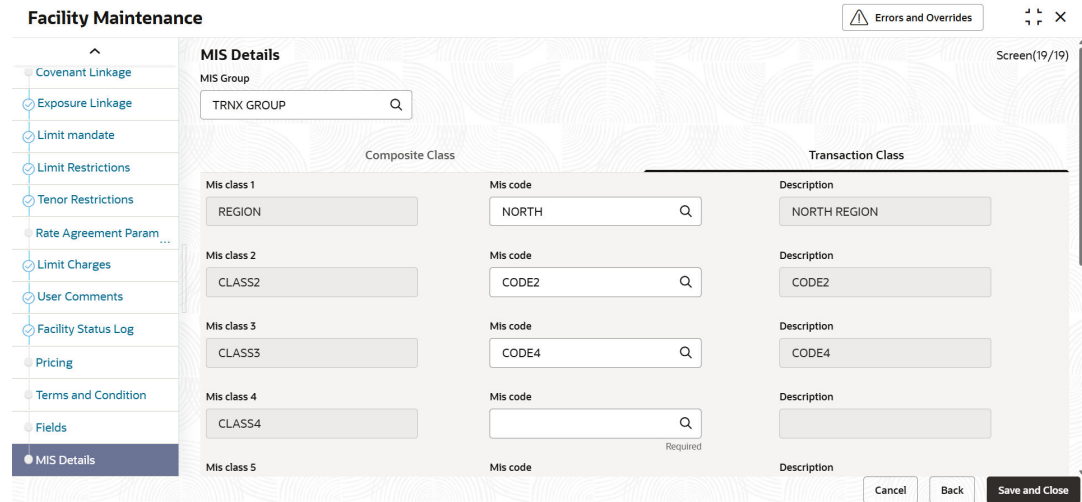 Facility Maintenance
Errors and Overrides
Covenant Linkage
Exposure Linkage
Limit mandate
Limit Restrictions
Tenor Restrictions
Rate Agreement Param ...
Limit Charges
User Comments
Facility Status Log
Pricing
Terms and Condition
Fields
MIS Details
MIS Details
Screen(19/19)
MIS Group
TRNX GROUP
Composite Class
Transaction Class
Mis class 1 Mis code Description
REGION NORTH NORTH REGION
Mis class 2 Mis code Description
CLASS2 CODE2 CODE2
Mis class 3 Mis code Description
CLASS3 CODE4 CODE4
Mis class 4 Mis code Description
CLASS4
Required
Mis class 5 Mis code Description
Cancel Back Save and Close